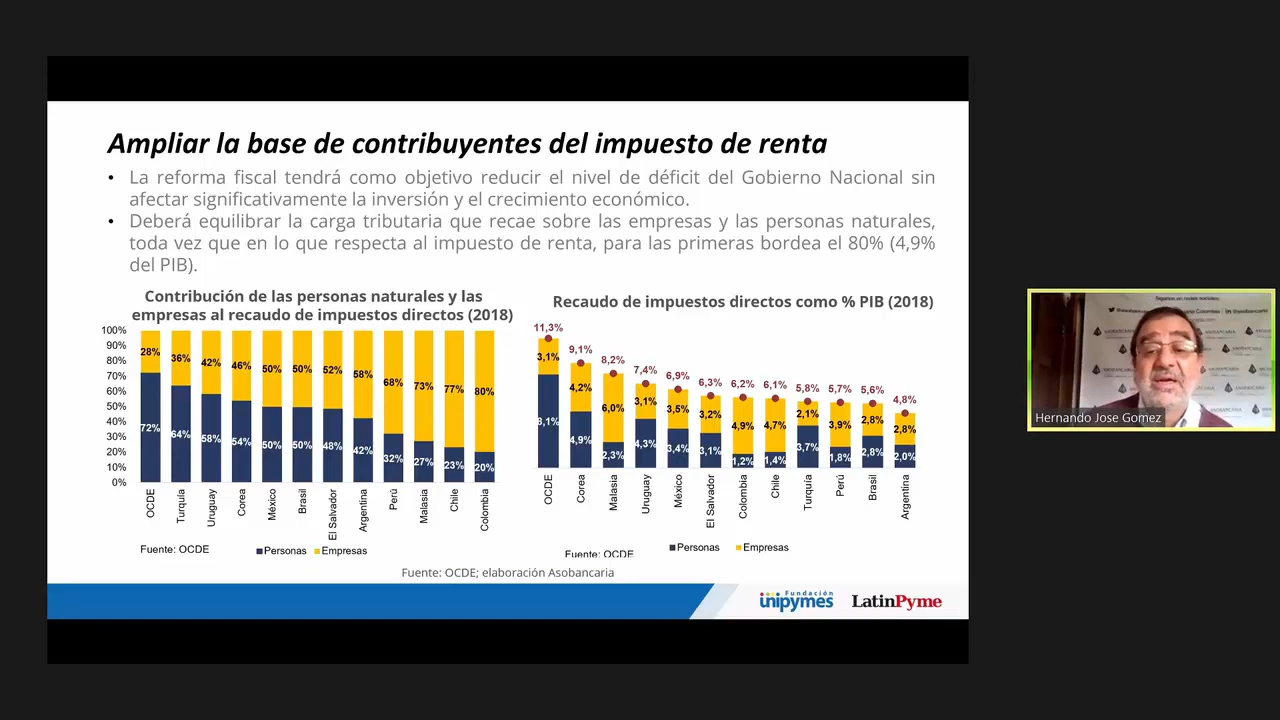 Ampliar la base de contribuyentes del impuesto de renta
• La reforma fiscal tendrá como objetivo reducir el nivel de déficit del Gobierno Nacional sin
afectar significativamente la inversión y el crecimiento económico.
• Deberá equilibrar la carga tributaria que recae sobre las empresas y las personas naturales,
toda vez que en lo que respecta al impuesto de renta, para las primeras bordea el 80% (4,9%
del PIB).
Contribución de las personas naturales y las
empresas al recaudo de impuestos directos (2018)
100%
90%
80%
70%
60%
50%
40%
30%
20%
10%
0%
28% 36% 42% 46% 50% 50% 52% 58% 68% 73% 77% 80%
72% 64% 58% 54% 50% 50% 48% 42% 32% 27% 23% 20%
OCDE Turquía Uruguay Corea México Brasil El Salvador Argentina Perú Malasia Chile Colombia
Fuente: OCDE
Personas Empresas
Recaudo de impuestos directos como % PIB (2018)
11,3% 9,1% 8,2% 7,4% 6,9% 6,3% 6,2% 6,1% 5,8% 5,7% 5,6% 4,8%
3,1% 4,2% 6,0% 3,1% 3,5% 3,2% 4,9% 4,7% 2,1% 3,9% 2,8% 2,8%
8,1% 4,9% 2,3% 4,3% 3,4% 3,1% 1,2% 1,4% 3,7% 1,8% 2,8% 2,0%
OCDE Corea Malasia Uruguay México El Salvador Colombia Chile Turquía Perú Brasil Argentina
Fuente: OCDE
Personas Empresas
Fuente: OCDE; elaboración Asobancaria
Fundación
unipymes
LatinPyme
Hernando Jose Gomez